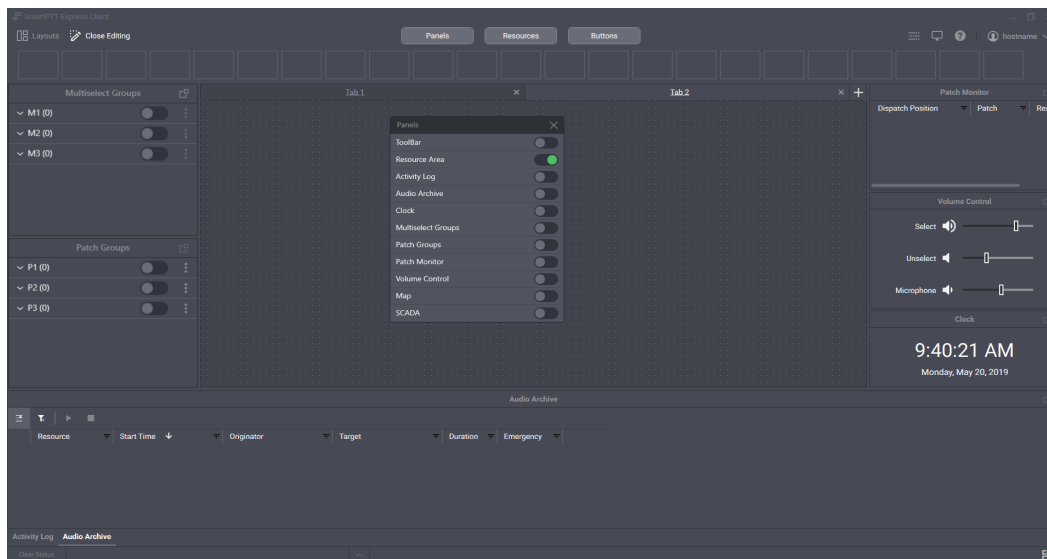 SmartPTT Express Client
Layouts Close Editing Panels Resources Buttons hostname
Multiselect Groups
M1 (0)
M2 (0)
M3 (0)
Patch Groups
P1 (0)
P2 (0)
P3 (0)
Tab 1 Tab 2
Panels
ToolBar
Resource Area
Activity Log
Audio Archive
Clock
Multiselect Groups
Patch Groups
Patch Monitor
Volume Control
Map
SCADA
Patch Monitor
Dispatch Position Patch Res
Volume Control
Select
Unselect
Microphone
Clock
9:40:21 AM
Monday, May 20, 2019
Audio Archive
Resource Start Time Originator Target Duration Emergency
Activity Log Audio Archive
Clear Status